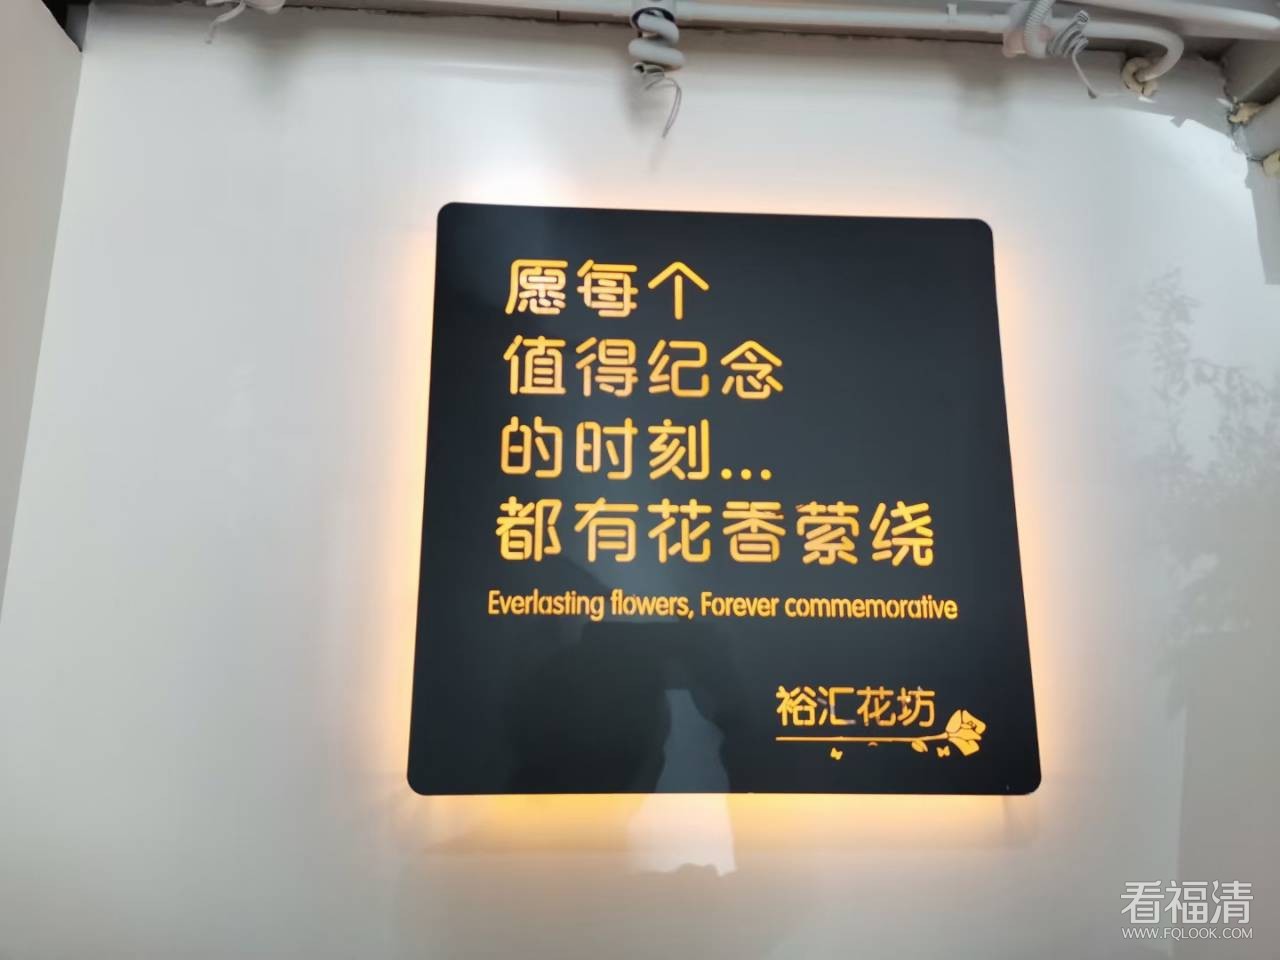 愿每个
值得纪念
的时刻...
都有花香萦绕
Everlasting flowers, Forever commemorative
裕汇花坊
看福清
WWW.FQLOOK.COM